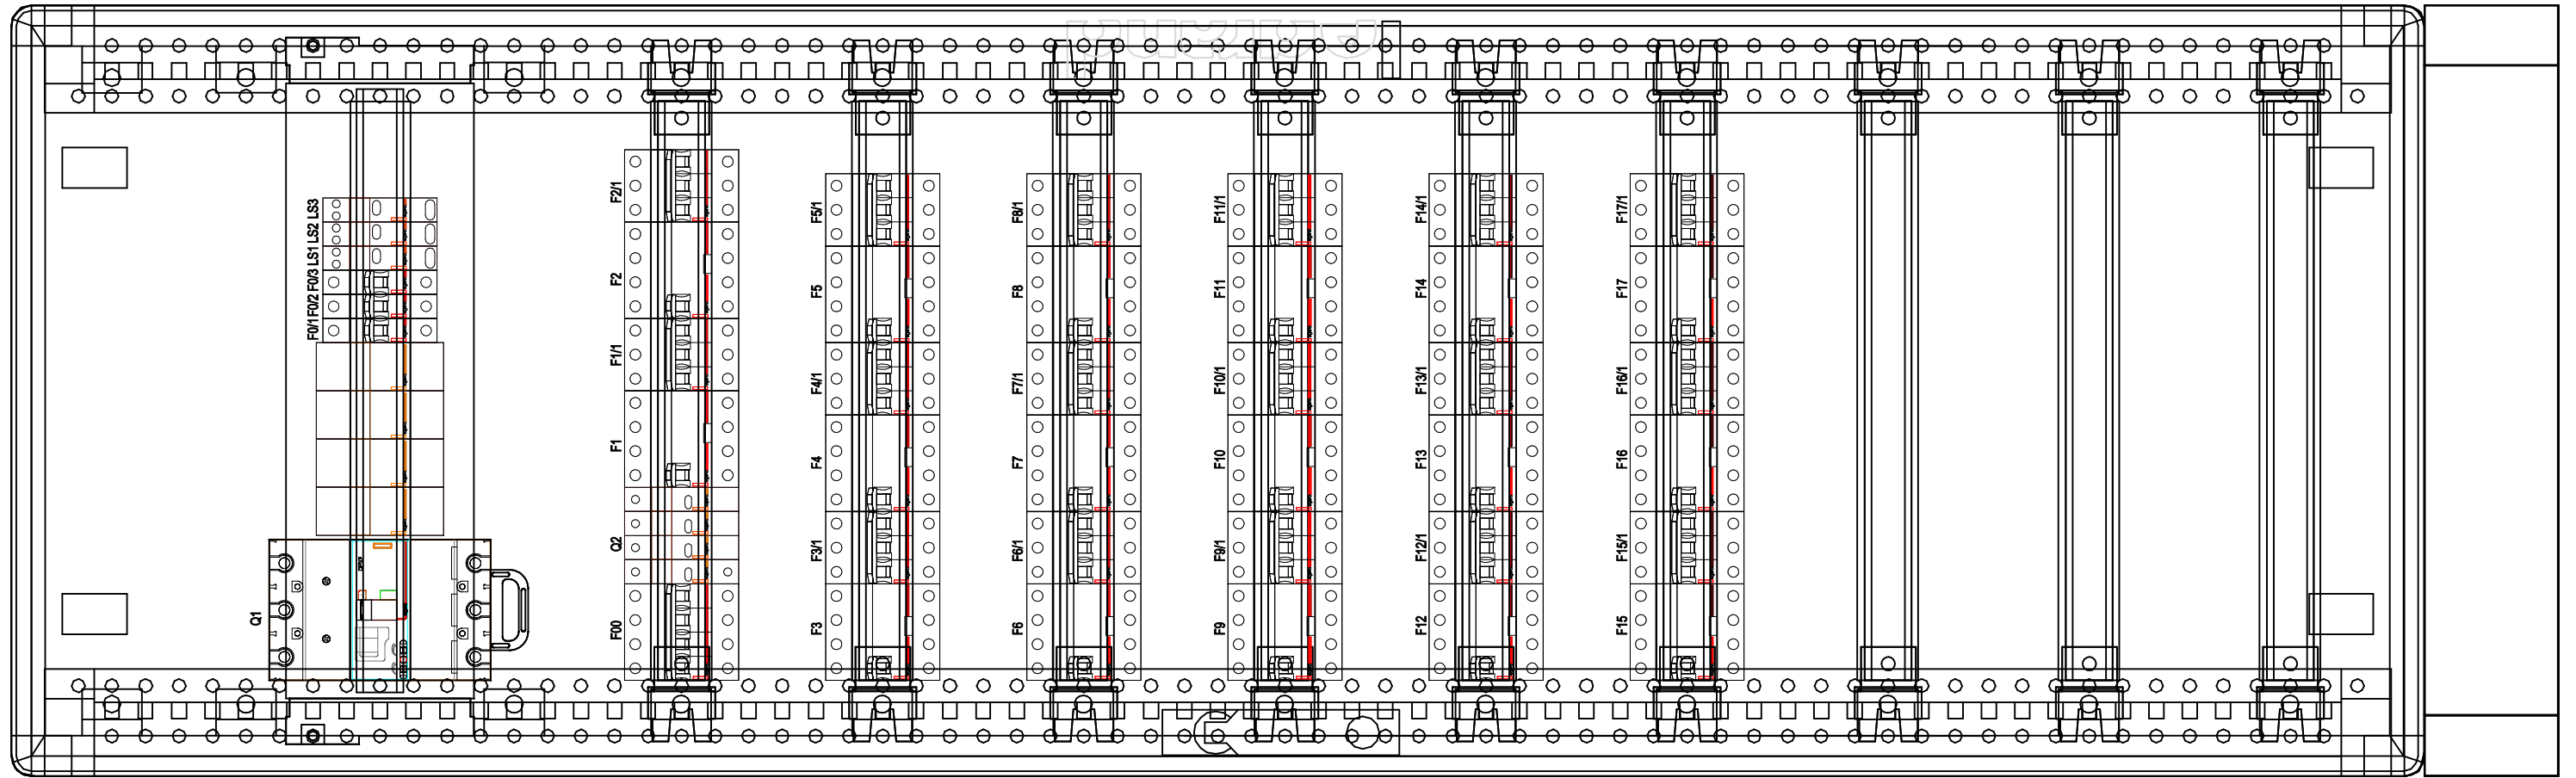 Q1
F0/1 F0/2 F0/3 LS1 LS2 LS3
F00 Q2 F1 F1/1 F2 F2/1
F3 F3/1 F4 F4/1 F5 F5/1
F6 F6/1 F7 F7/1 F8 F8/1
F9 F9/1 F10 F10/1 F11 F11/1
F12 F12/1 F13 F13/1 F14 F14/1
F15 F15/1 F16 F16/1 F17 F17/1